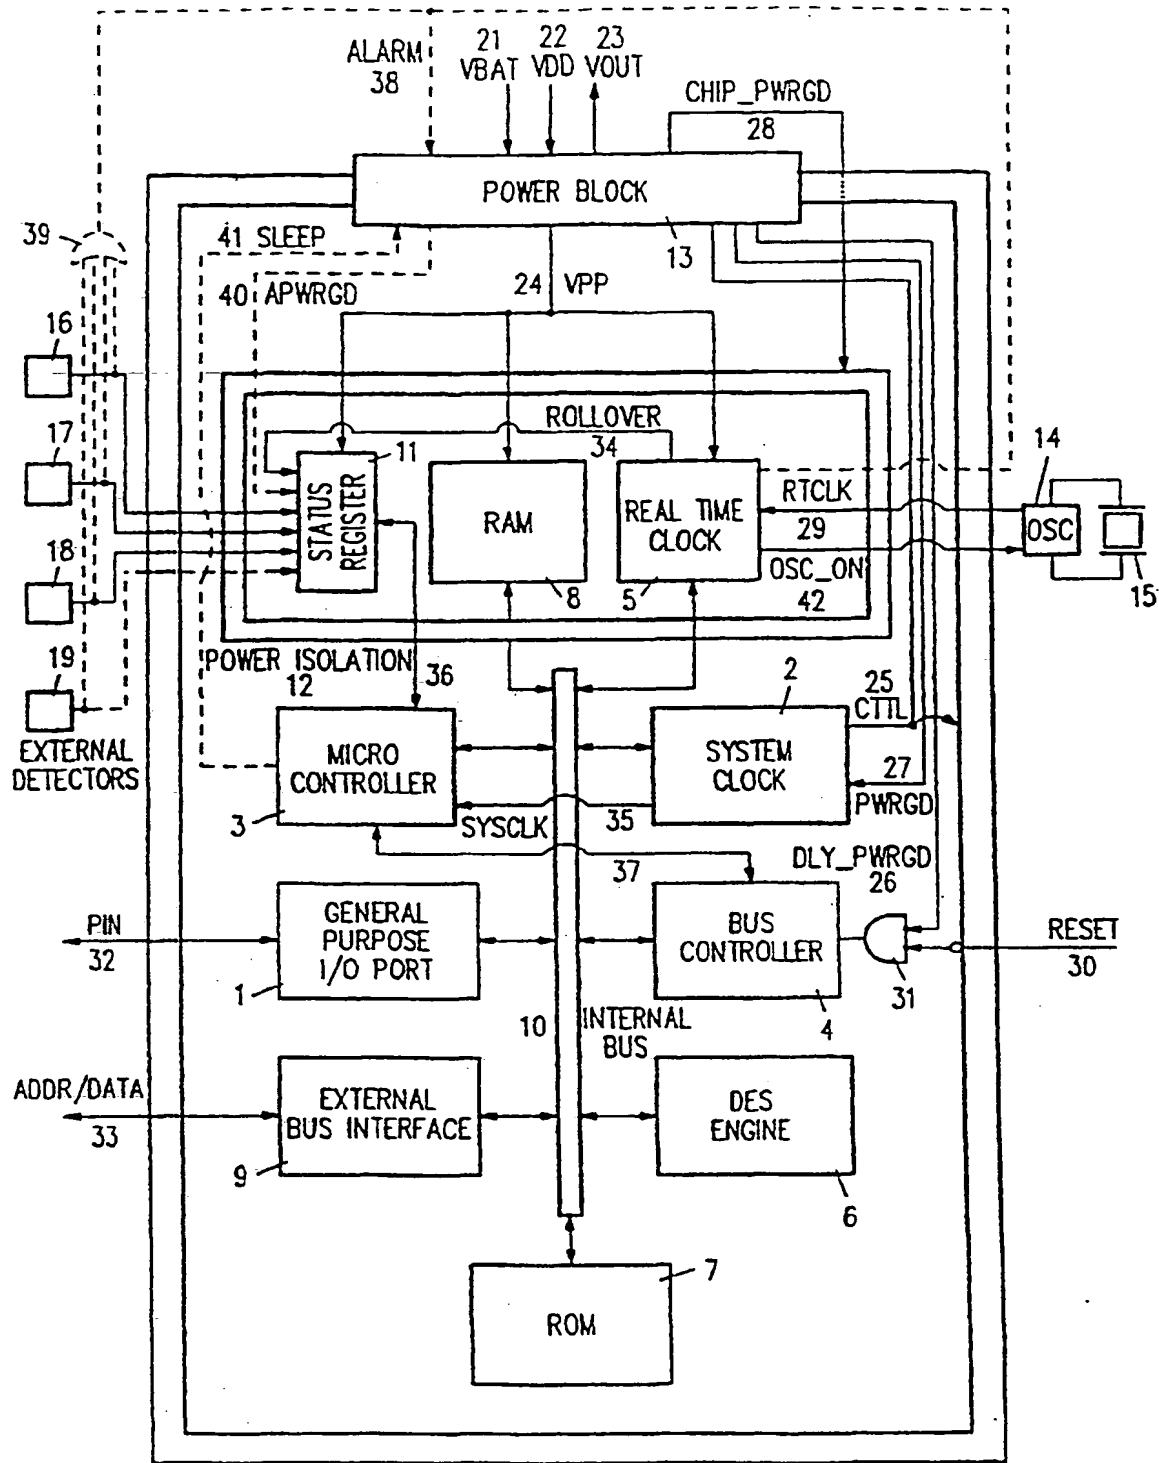 ALARM
38
21
VBAT
22
VDD
23
VOUT
CHIP_PWRGD
28
POWER BLOCK
13
39
41 SLEEP
40 APWRGD
24 VPP
16
17
18
19
EXTERNAL
DETECTORS
ROLLOVER
34
11
STATUS
REGISTER
RAM
8
REAL TIME
CLOCK
5
RTCLK
29
OSC_ON
42
14
OSC
15
POWER ISOLATION
12
36
MICRO
CONTROLLER
3
SYSCLK
35
2
SYSTEM
CLOCK
25
CTTL
27
PWRGD
37
DLY_PWRGD
26
PIN
32
GENERAL
PURPOSE
I/O PORT
1
BUS
CONTROLLER
4
31
RESET
30
10
INTERNAL
BUS
ADDR/DATA
33
EXTERNAL
BUS INTERFACE
9
DES
ENGINE
6
7
ROM